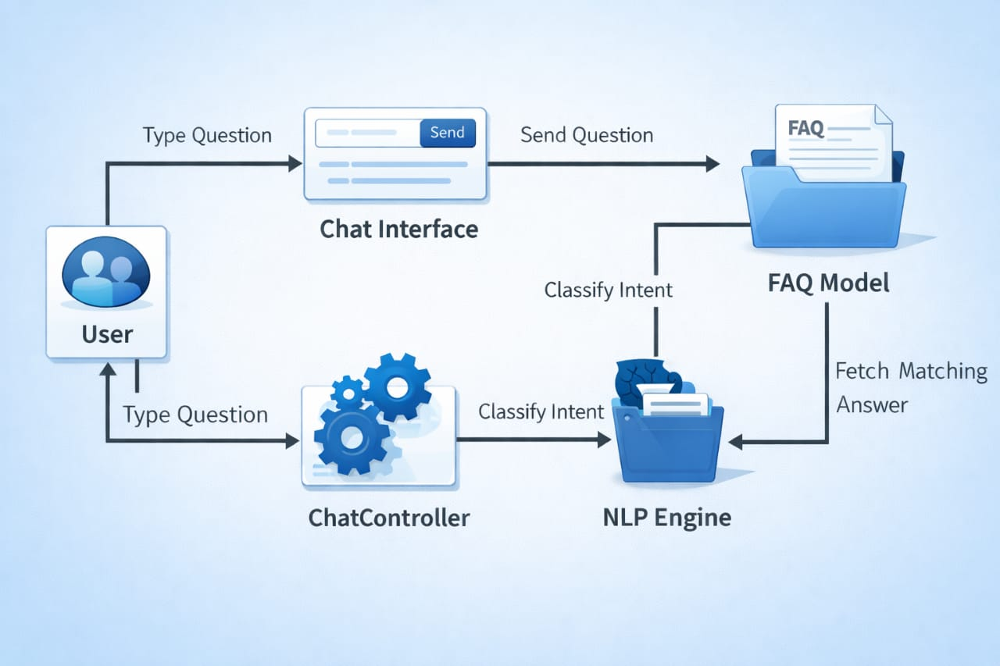 Type Question
Send
Send Question
FAQ
Chat Interface
Classify Intent
FAQ Model
User
Type Question
Classify Intent
Fetch Matching
Answer
ChatController
NLP Engine